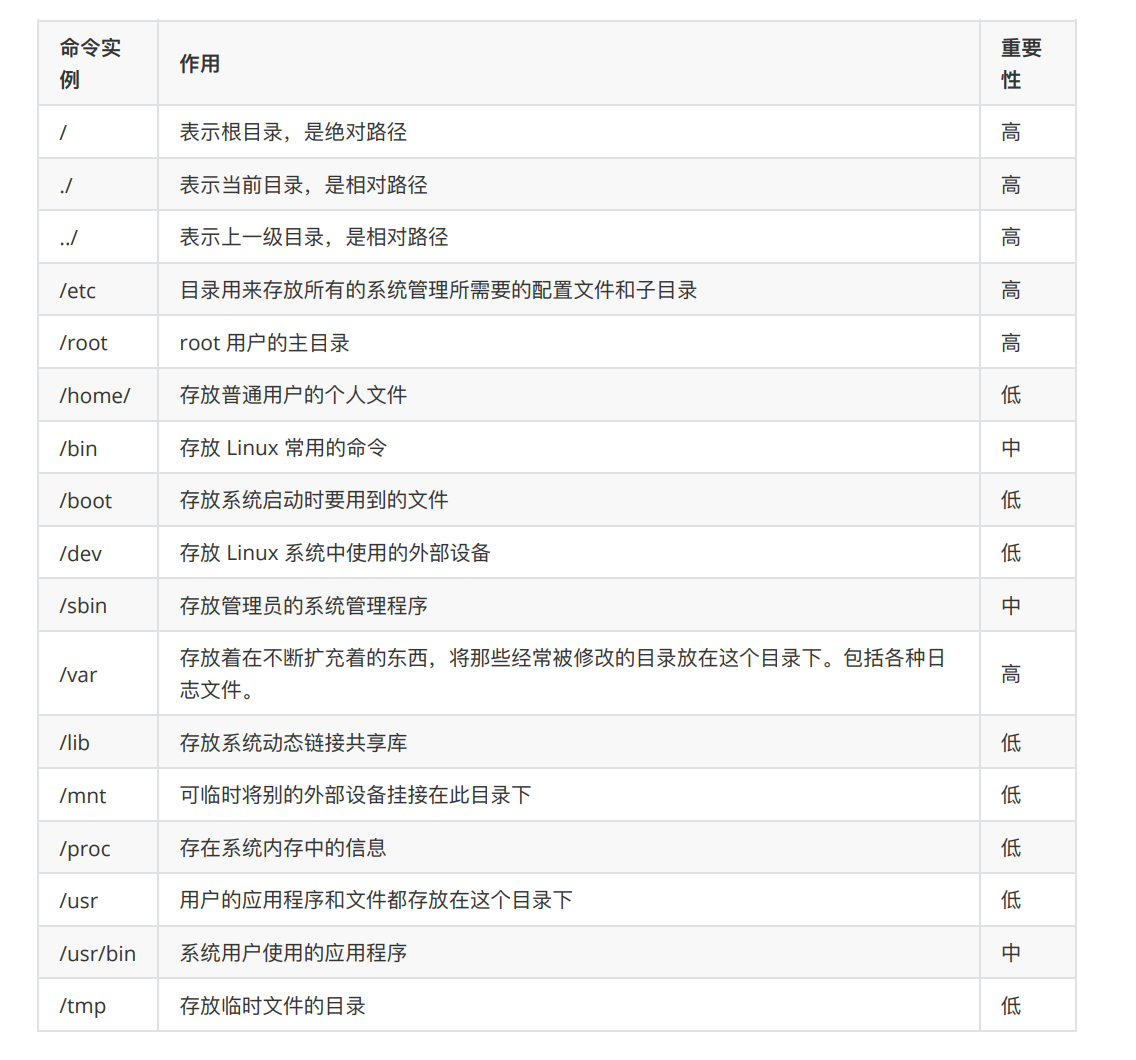 命令实例 作用 重要性
/ 表示根目录，是绝对路径 高
./ 表示当前目录，是相对路径 高
../ 表示上一级目录，是相对路径 高
/etc 目录用来存放所有的系统管理所需要的配置文件和子目录 高
/root root 用户的主目录 高
/home/ 存放普通用户的个人文件 低
/bin 存放 Linux 常用的命令 中
/boot 存放系统启动时要用到的文件 低
/dev 存放 Linux 系统中使用的外部设备 低
/sbin 存放管理员的系统管理程序 中
/var 存放着在不断扩充着的东西，将那些经常被修改的目录放在这个目录下。包括各种日志文件。 高
/lib 存放系统动态链接共享库 低
/mnt 可临时将别的外部设备挂接在此目录下 低
/proc 存在系统内存中的信息 低
/usr 用户的应用程序和文件都存放在这个目录下 低
/usr/bin 系统用户使用的应用程序 中
/tmp 存放临时文件的目录 低